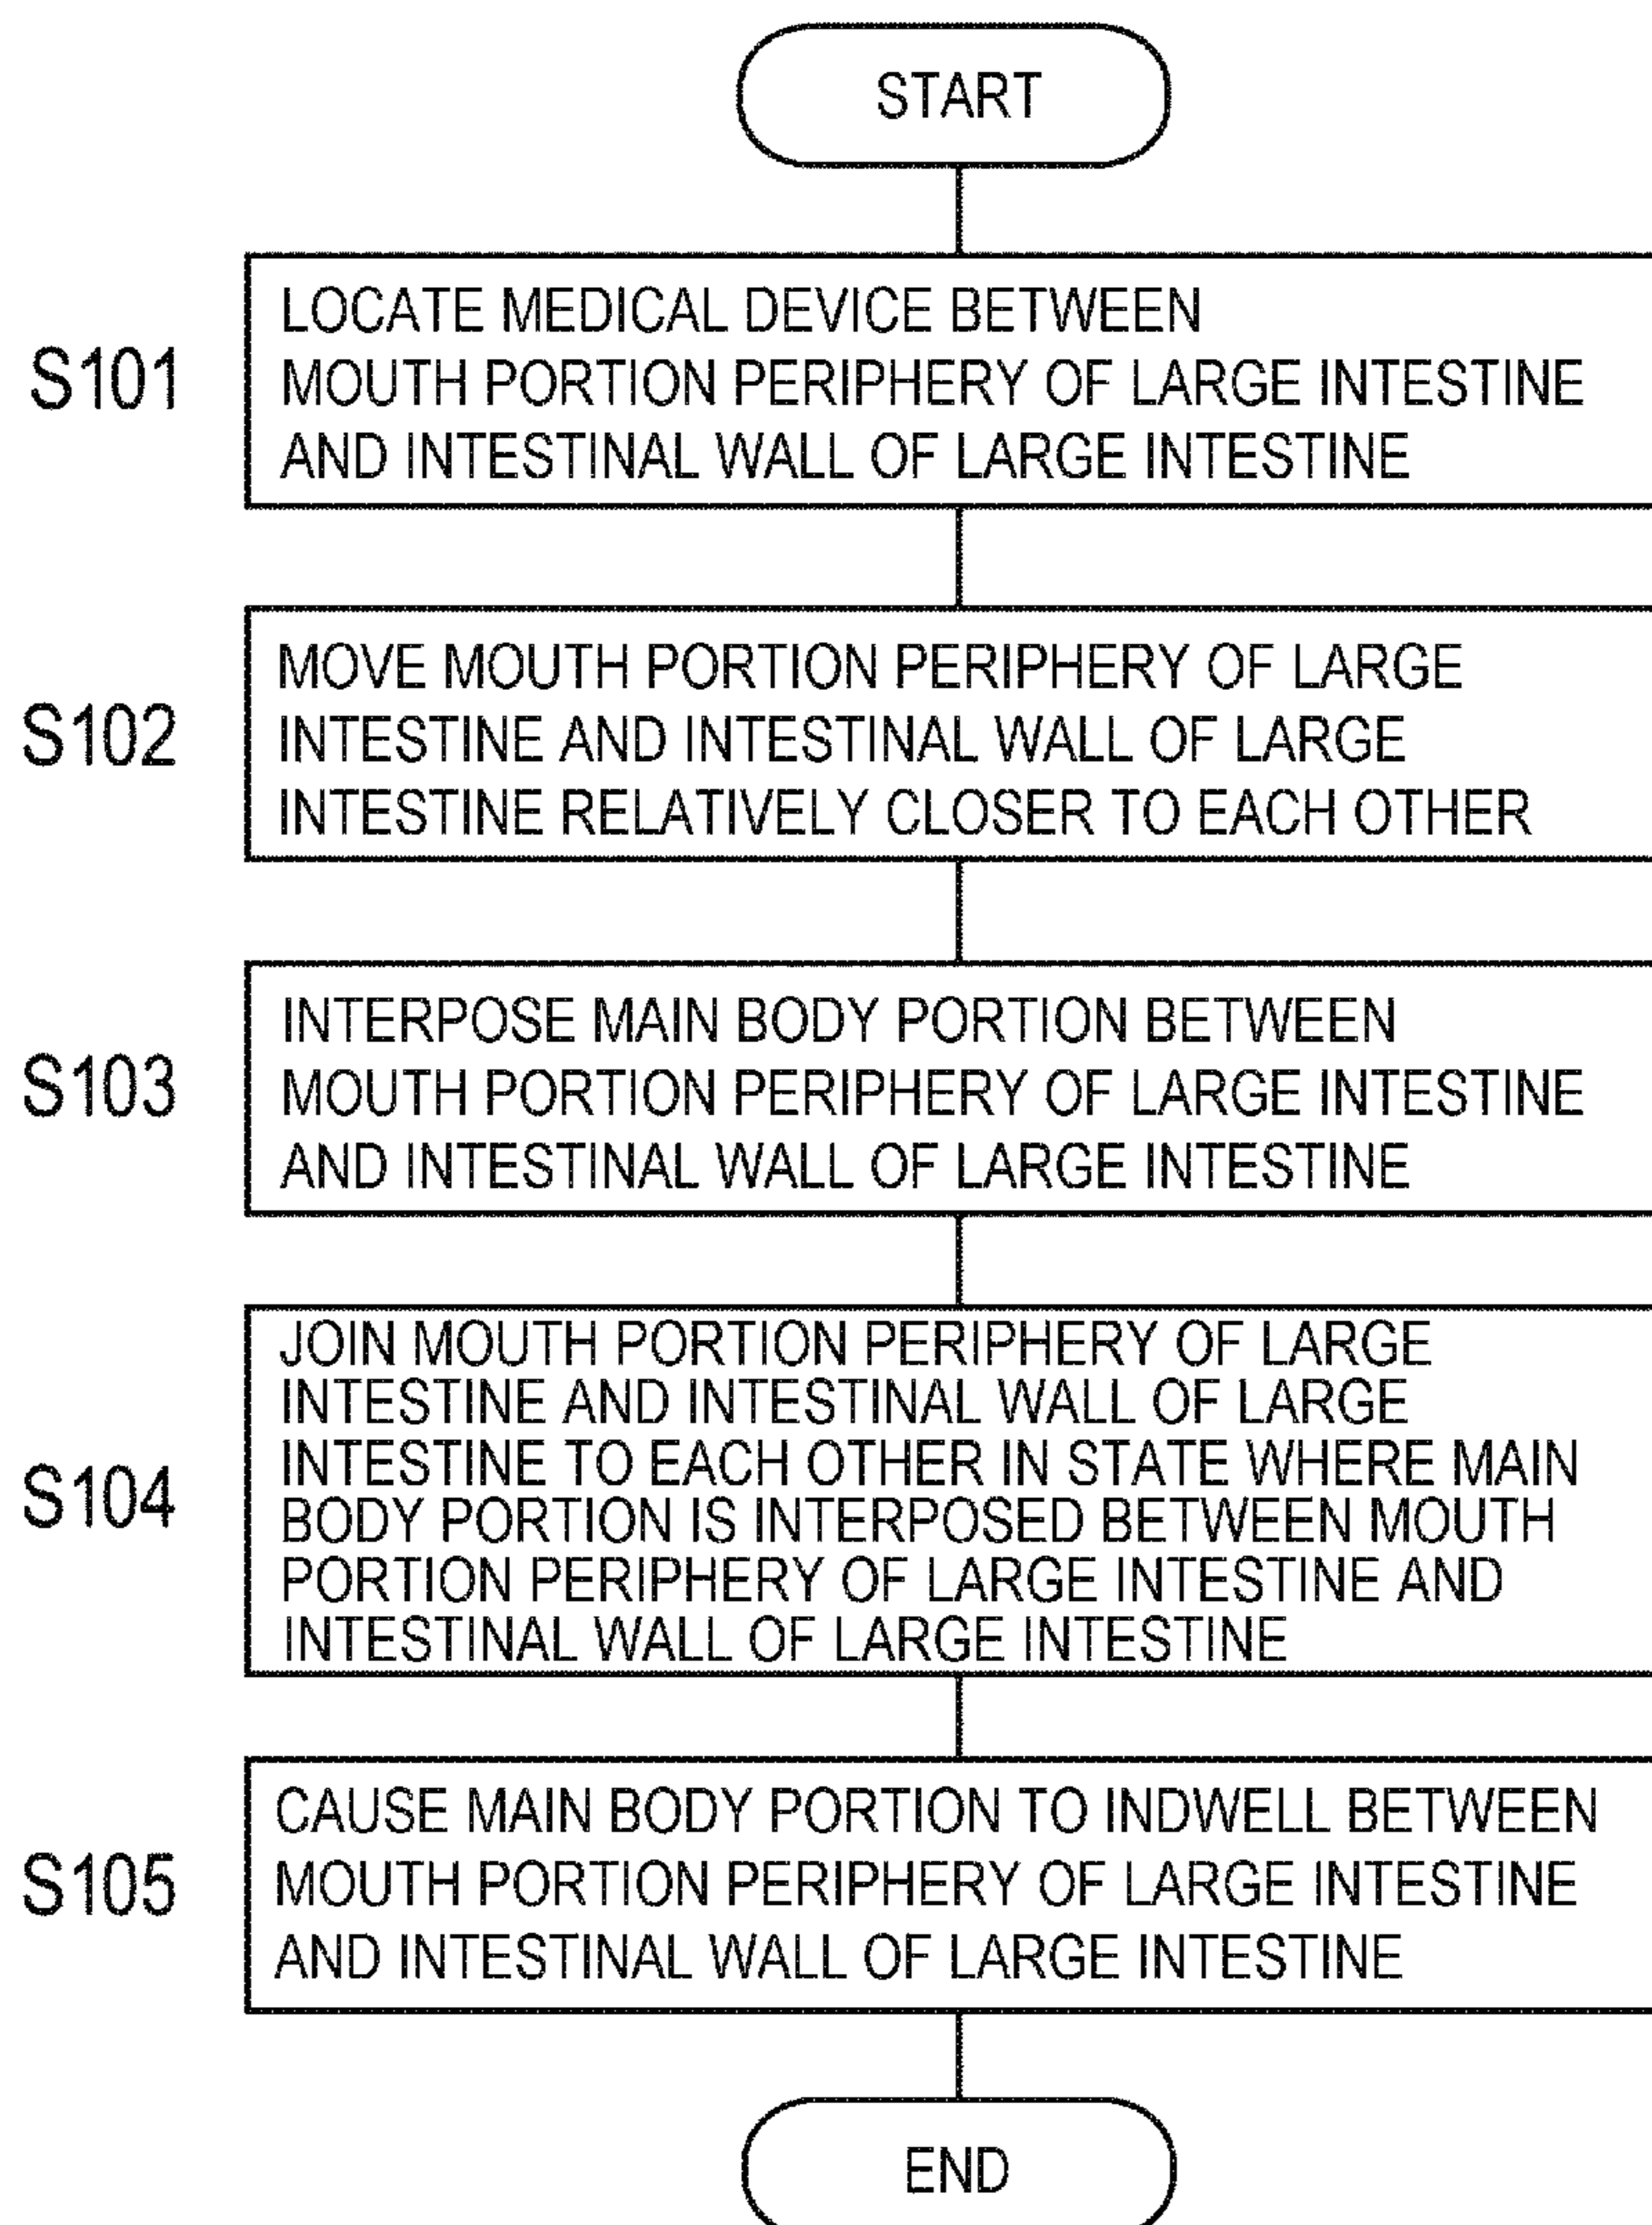 START
S101
LOCATE MEDICAL DEVICE BETWEEN
MOUTH PORTION PERIPHERY OF LARGE INTESTINE
AND INTESTINAL WALL OF LARGE INTESTINE
S102
MOVE MOUTH PORTION PERIPHERY OF LARGE
INTESTINE AND INTESTINAL WALL OF LARGE
INTESTINE RELATIVELY CLOSER TO EACH OTHER
S103
INTERPOSE MAIN BODY PORTION BETWEEN
MOUTH PORTION PERIPHERY OF LARGE INTESTINE
AND INTESTINAL WALL OF LARGE INTESTINE
S104
JOIN MOUTH PORTION PERIPHERY OF LARGE
INTESTINE AND INTESTINAL WALL OF LARGE
INTESTINE TO EACH OTHER IN STATE WHERE MAIN
BODY PORTION IS INTERPOSED BETWEEN MOUTH
PORTION PERIPHERY OF LARGE INTESTINE AND
INTESTINAL WALL OF LARGE INTESTINE
S105
CAUSE MAIN BODY PORTION TO INDWELL BETWEEN
MOUTH PORTION PERIPHERY OF LARGE INTESTINE
AND INTESTINAL WALL OF LARGE INTESTINE
END